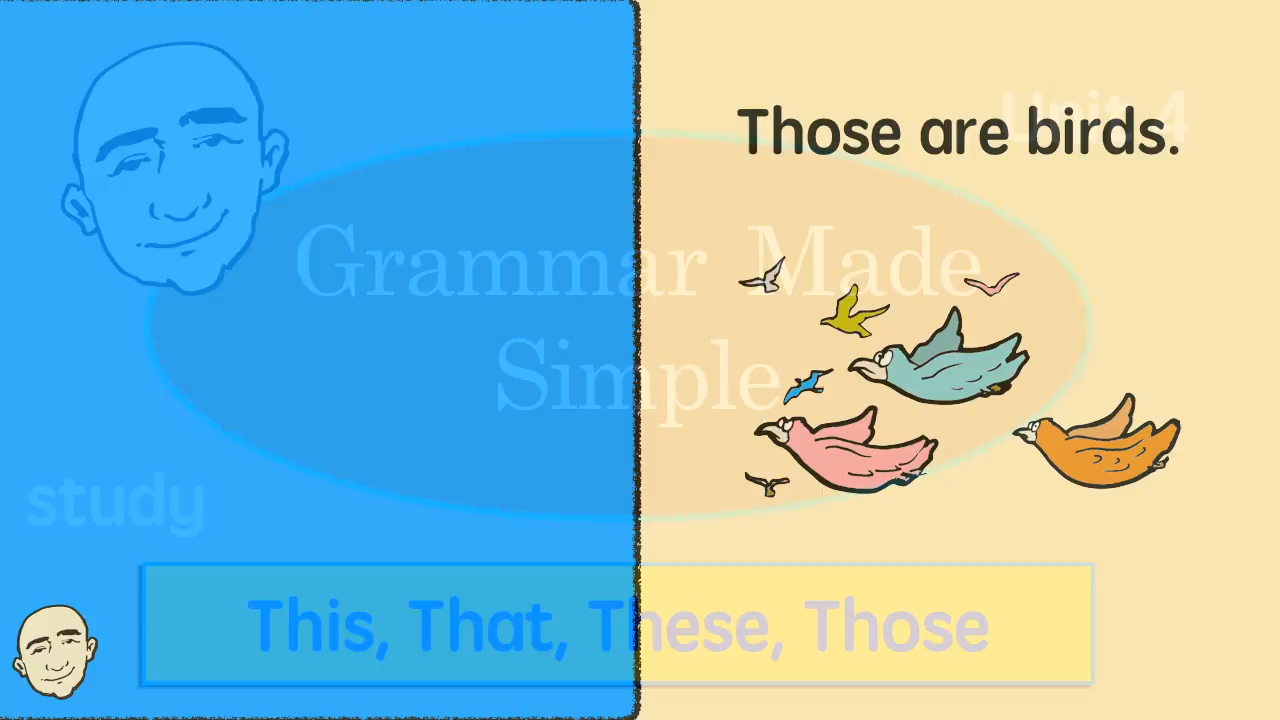 Unit 4
Those are birds.
Grammar Made
Simple
study
This, That, These, Those